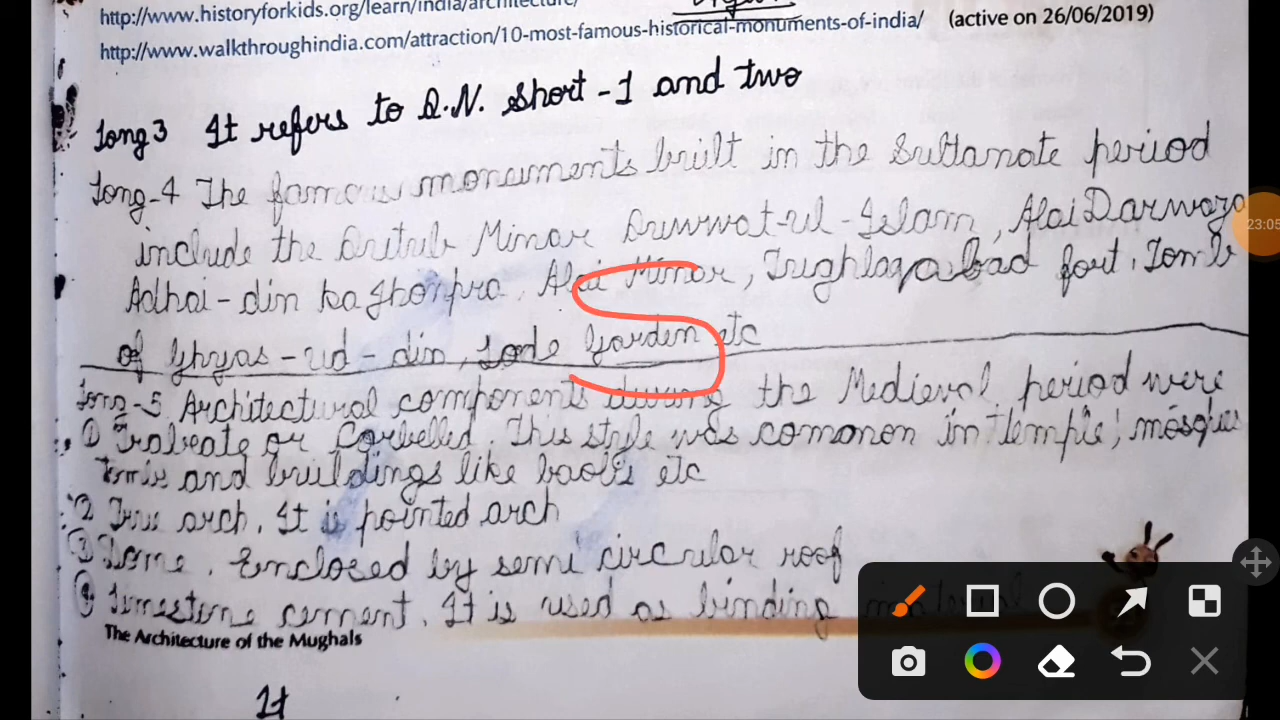 http://www.historyforkids.org/learn/india/architecture/
http://www.walkthroughindia.com/attraction/10-most-famous-historical-monuments-of-india/ (active on 26/06/2019)
Long 3 It refers to Q.N. Short-1 and two
Long-4 The famous monuments built in the Sultanate period
include the Qutub Minar Quwwat-ul-Islam, Alai Darwaza
Adhai-din ka Jhonpra, Alai Minar, Tughlaqabad fort, Tomb
of Ghyas-ud-din, Lode Garden etc
Long-5 Architectural components during the Medieval period were
① Trabeate or Corbelled. This style was common in temple, mosques
tombs and buildings like baolis etc
2 True arch. It is pointed arch
③ Dome. Enclosed by semi circular roof
④ Limestone cement. It is used as binding material
The Architecture of the Mughals
17
23:05